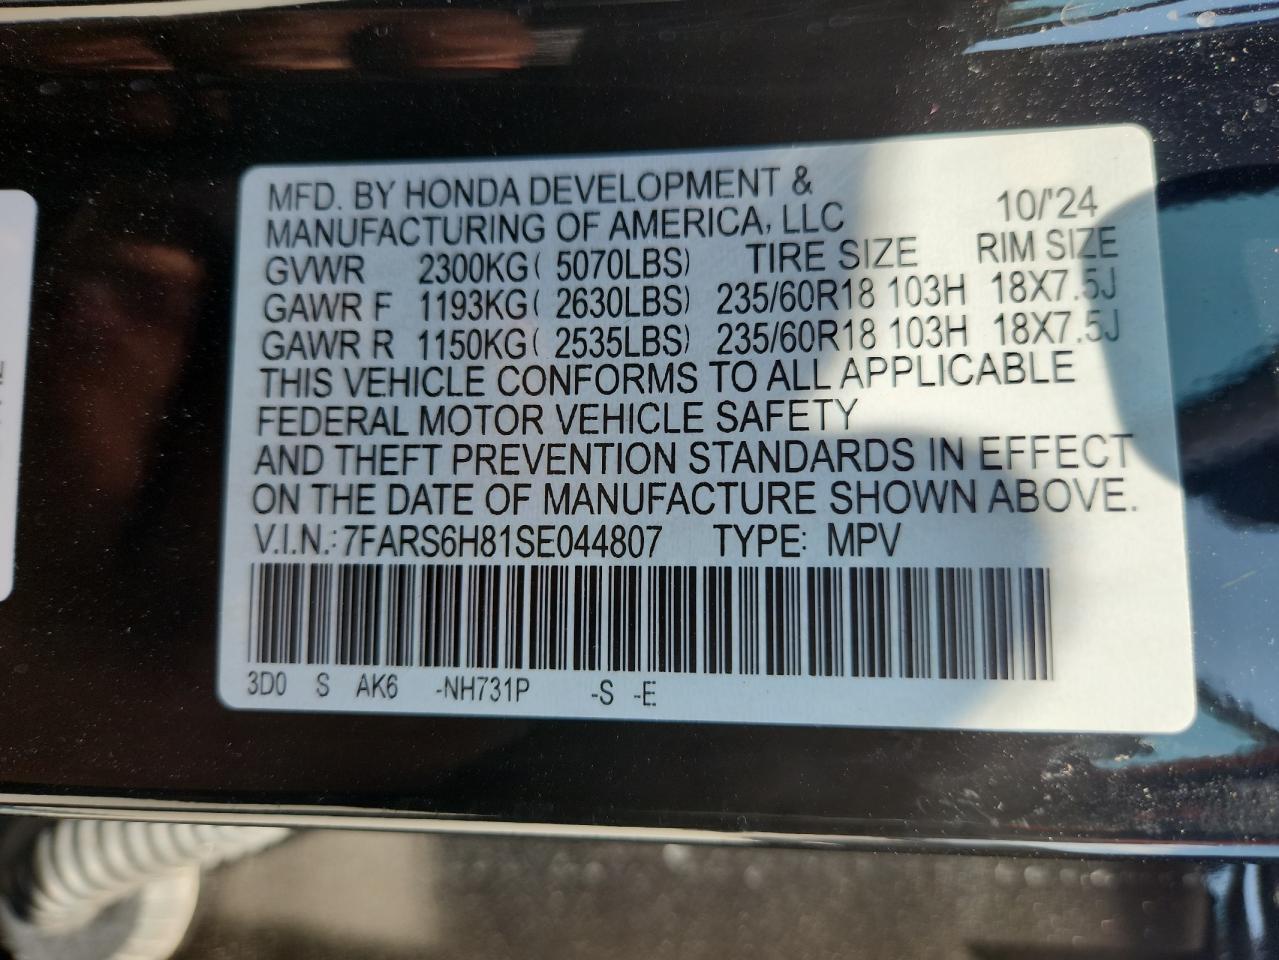 MFD. BY HONDA DEVELOPMENT &
MANUFACTURING OF AMERICA, LLC 10/'24
GVWR 2300KG( 5070LBS) TIRE SIZE RIM SIZE
GAWR F 1193KG( 2630LBS) 235/60R18 103H 18X7.5J
GAWR R 1150KG( 2535LBS) 235/60R18 103H 18X7.5J
THIS VEHICLE CONFORMS TO ALL APPLICABLE
FEDERAL MOTOR VEHICLE SAFETY
AND THEFT PREVENTION STANDARDS IN EFFECT
ON THE DATE OF MANUFACTURE SHOWN ABOVE.
V.I.N.: 7FARS6H81SE044807 TYPE: MPV
3D0 S AK6 -NH731P -S -E